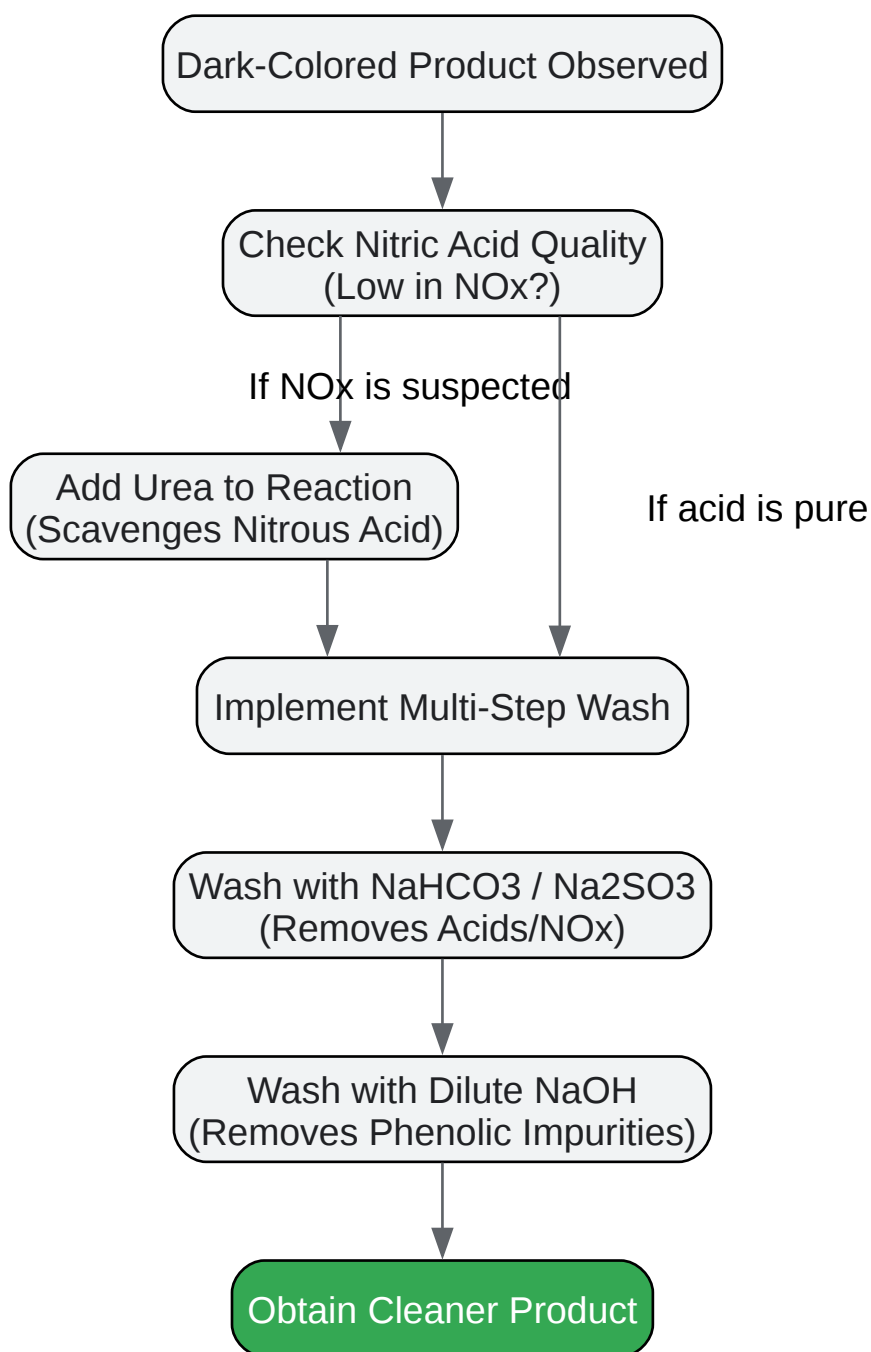 Dark-Colored Product Observed
Check Nitric Acid Quality
(Low in NOx?)
If NOx is suspected
Add Urea to Reaction
(Scavenges Nitrous Acid)
If acid is pure
Implement Multi-Step Wash
Wash with NaHCO3 / Na2SO3
(Removes Acids/NOx)
Wash with Dilute NaOH
(Removes Phenolic Impurities)
Obtain Cleaner Product